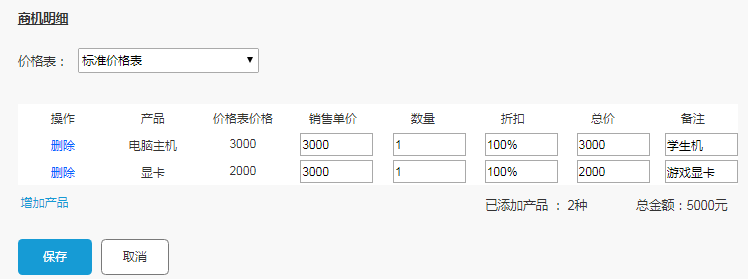 商机明细
价格表： 标准价格表
操作 产品 价格表价格 销售单价 数量 折扣 总价 备注
删除 电脑主机 3000 3000 1 100% 3000 学生机
删除 显卡 2000 3000 1 100% 2000 游戏显卡
增加产品 已添加产品 ： 2种 总金额：5000元
保存 取消